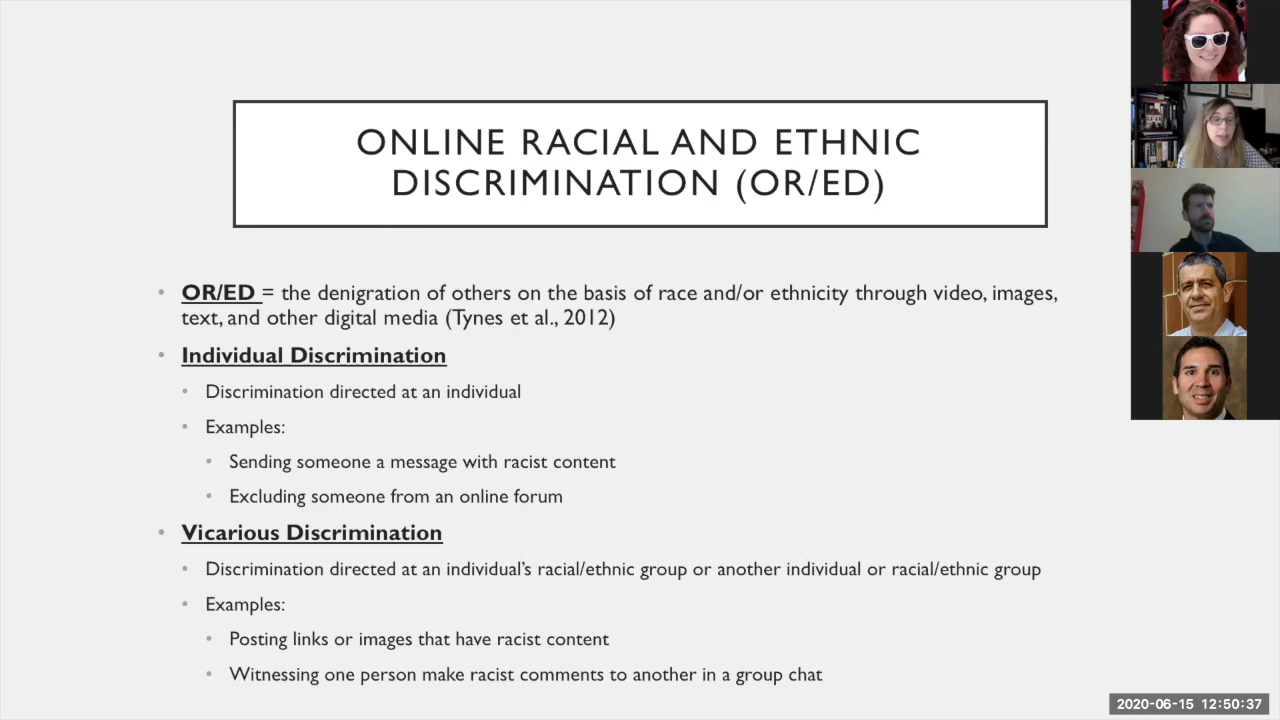 ONLINE RACIAL AND ETHNIC
DISCRIMINATION (OR/ED)
• OR/ED = the denigration of others on the basis of race and/or ethnicity through video, images,
text, and other digital media (Tynes et al., 2012)
• Individual Discrimination
• Discrimination directed at an individual
• Examples:
• Sending someone a message with racist content
• Excluding someone from an online forum
• Vicarious Discrimination
• Discrimination directed at an individual’s racial/ethnic group or another individual or racial/ethnic group
• Examples:
• Posting links or images that have racist content
• Witnessing one person make racist comments to another in a group chat
2020-06-15 12:50:37